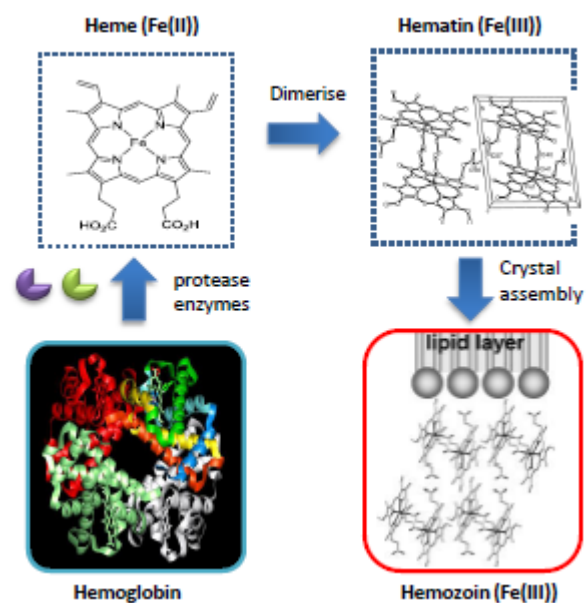 Heme (Fe(II))
Hematin (Fe(III))
Dimerise
N
N
Fe
N
N
HO₂C
CO₂H
protease
enzymes
Crystal
assembly
lipid layer
Hemoglobin
Hemozoin (Fe(III))